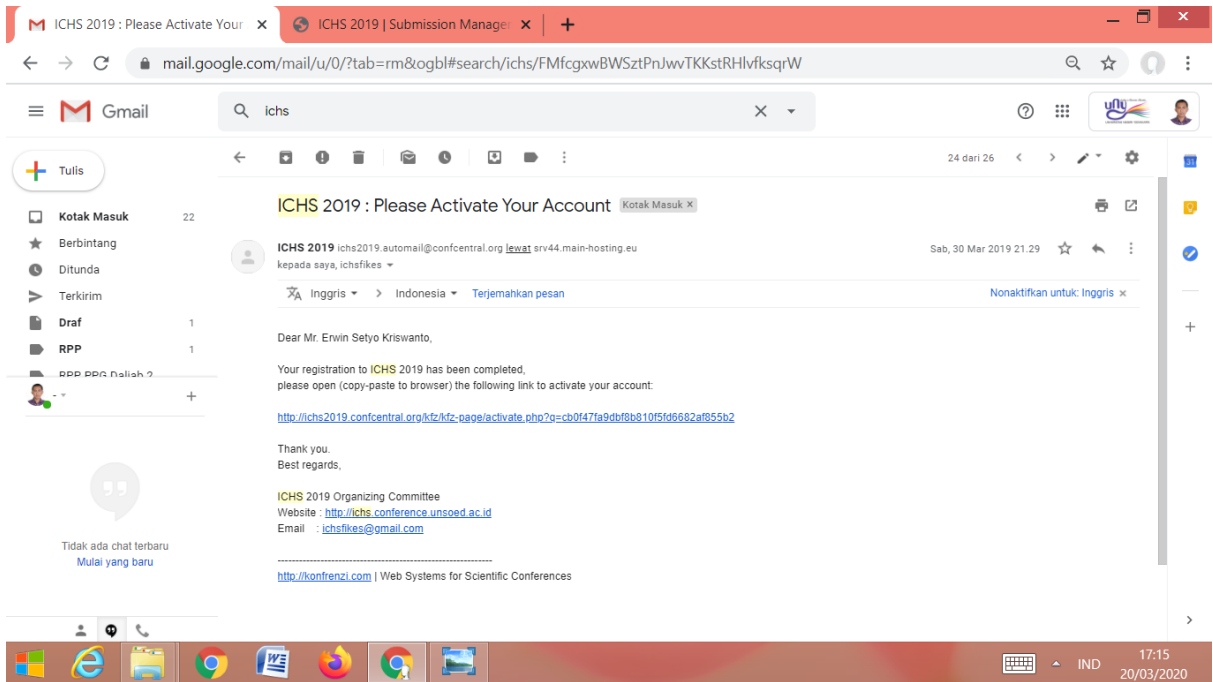 ICHS 2019 : Please Activate Your
ICHS 2019 | Submission Manager
mail.google.com/mail/u/0/?tab=rm&ogbl#search/ichs/FMfcgxwBWSztPnJwvTKKstRHlvfksqrW
Gmail
ichs
uny
Tulis
24 dari 26
31
ICHS 2019 : Please Activate Your Account
Kotak Masuk ×
Kotak Masuk 22
Berbintang
Ditunda
Terkirim
Draf 1
RPP 1
RPP PPG Daljab 2
ICHS 2019 ichs2019.automail@confcentral.org lewat srv44.main-hosting.eu
Sab, 30 Mar 2019 21.29
kepada saya, ichsfikes
Inggris > Indonesia Terjemahkan pesan
Nonaktifkan untuk: Inggris ×
Dear Mr. Erwin Setyo Kriswanto,
Your registration to ICHS 2019 has been completed,
please open (copy-paste to browser) the following link to activate your account:
http://ichs2019.confcentral.org/kfz/kfz-page/activate.php?q=cb0f47fa9dbf8b810f5fd6682af855b2
Thank you.
Best regards,
ICHS 2019 Organizing Committee
Website : http://ichs.conference.unsoed.ac.id
Email : ichsfikes@gmail.com
------------------------------------------------------------
http://konfrenzi.com | Web Systems for Scientific Conferences
Tidak ada chat terbaru
Mulai yang baru
IND
17:15
20/03/2020